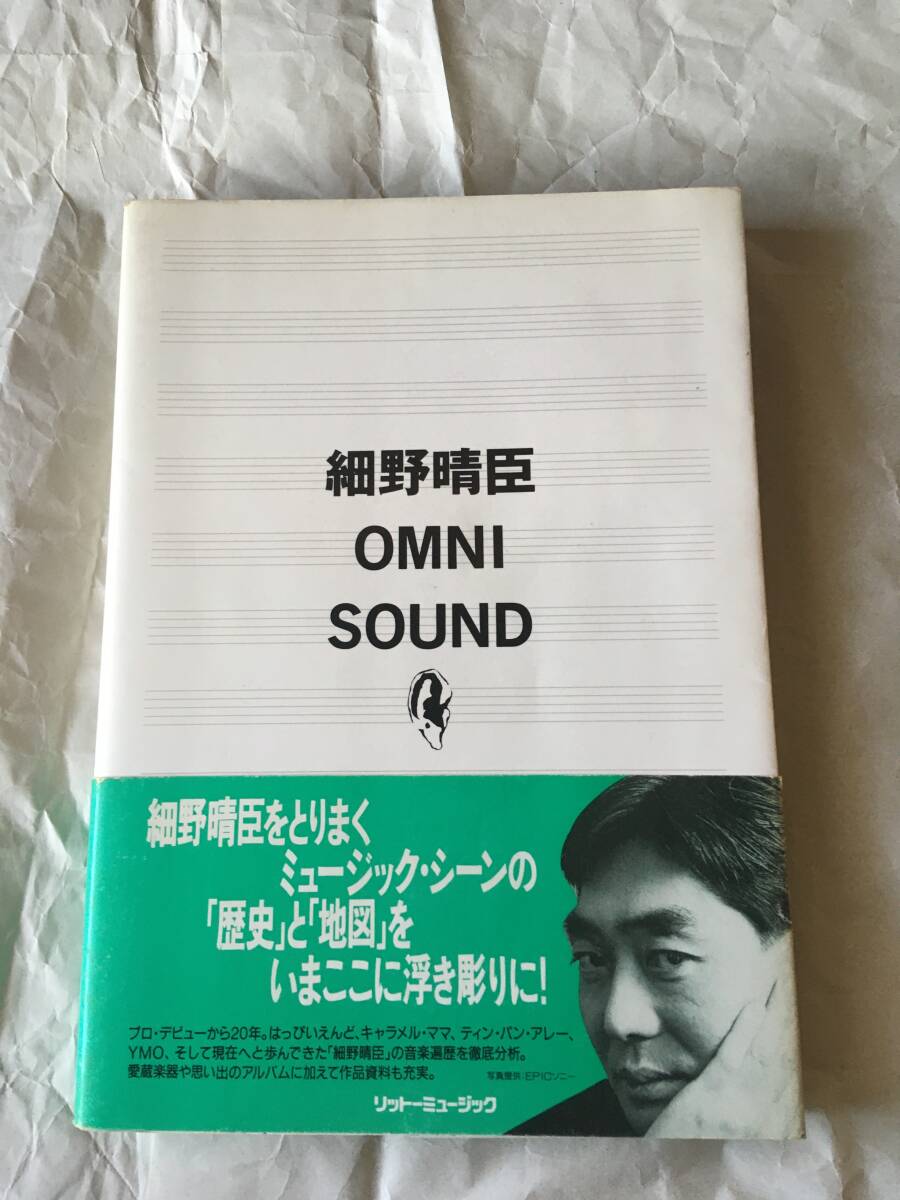 細野晴臣
OMNI
SOUND
細野晴臣をとりまく
ミュージック・シーンの
「歴史」と「地図」を
いまここに浮き彫りに!
プロ・デビューから20年。はっぴいえんど、キャラメル・ママ、ティン・パン・アレー、
YMO、そして現在へと歩んできた「細野晴臣」の音楽遍歴を徹底分析。
愛蔵楽器や思い出のアルバムに加えて作品資料も充実。 写真提供:EPICソニー
リットーミュージック